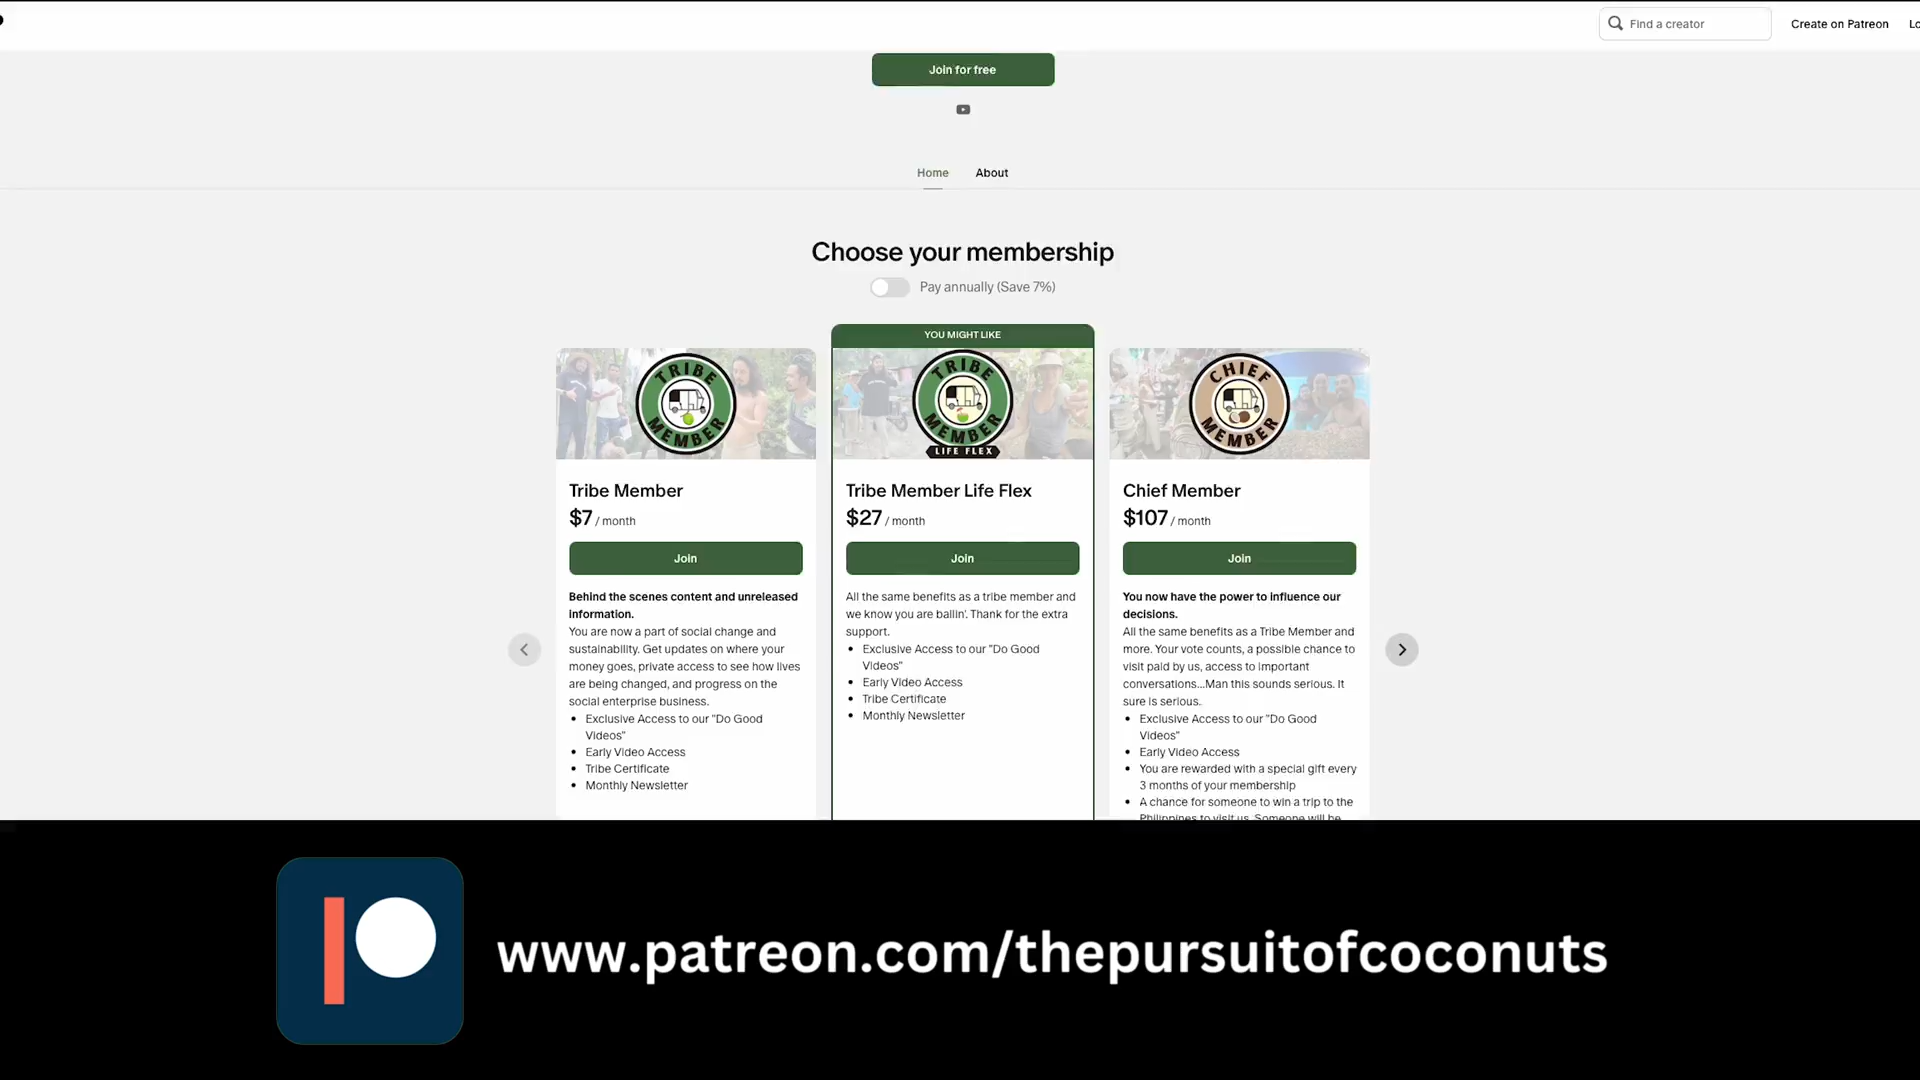 Find a creator
Create on Patreon
Join for free
Home
About
Choose your membership
Pay annually (Save 7%)
TRIBE
MEMBER
Tribe Member
$7 / month
Join
Behind the scenes content and unreleased
information.
You are now a part of social change and
sustainability. Get updates on where your
money goes, private access to see how lives
are being changed, and progress on the
social enterprise business.
Exclusive Access to our "Do Good
Videos"
Early Video Access
Tribe Certificate
Monthly Newsletter
YOU MIGHT LIKE
TRIBE
MEMBER
LIFE FLEX
Tribe Member Life Flex
$27 / month
Join
All the same benefits as a tribe member and
we know you are ballin'. Thank for the extra
support.
Exclusive Access to our "Do Good
Videos"
Early Video Access
Tribe Certificate
Monthly Newsletter
CHIEF
MEMBER
Chief Member
$107 / month
Join
You now have the power to influence our
decisions.
All the same benefits as a Tribe Member and
more. Your vote counts, a possible chance to
visit paid by us, access to important
conversations...Man this sounds serious. It
sure is serious.
Exclusive Access to our "Do Good
Videos"
Early Video Access
You are rewarded with a special gift every
3 months of your membership
A chance for someone to win a trip to the
Philippines to visit us. Someone will be
www.patreon.com/thepursuitofcoconuts